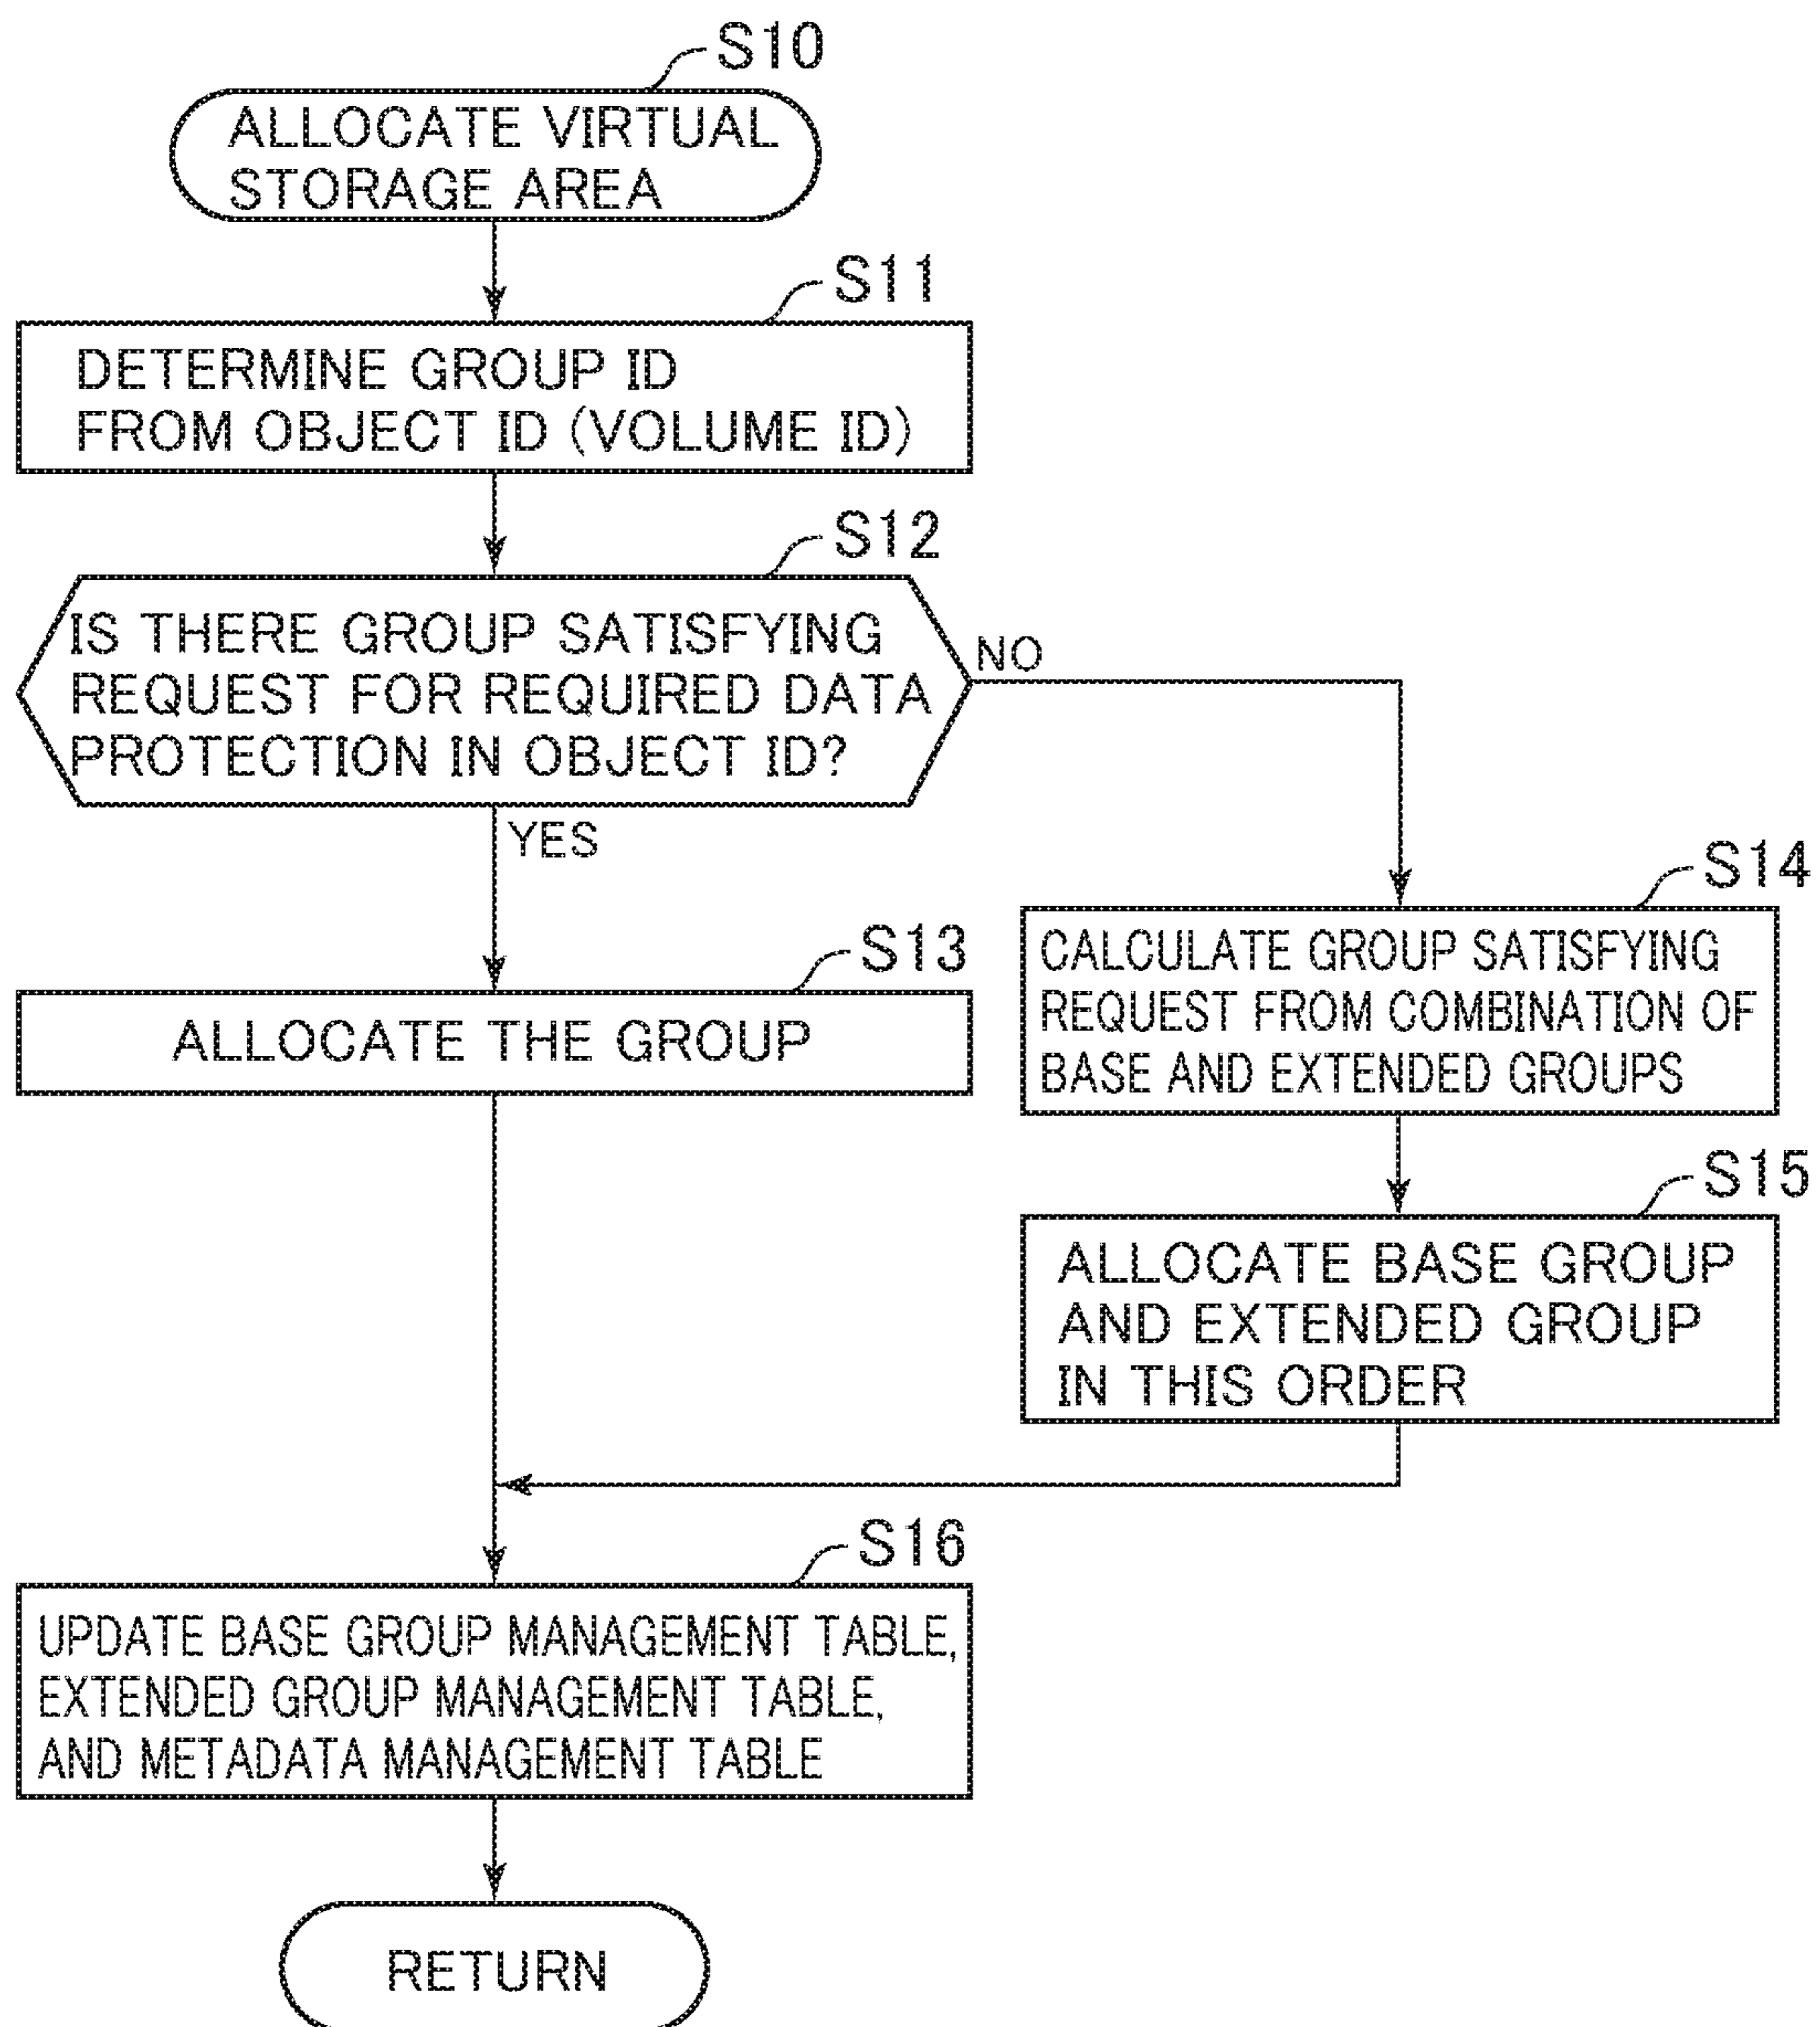 S10
ALLOCATE VIRTUAL
STORAGE AREA
S11
DETERMINE GROUP ID
FROM OBJECT ID (VOLUME ID)
S12
IS THERE GROUP SATISFYING
REQUEST FOR REQUIRED DATA
PROTECTION IN OBJECT ID?
NO
YES
S13
ALLOCATE THE GROUP
S14
CALCULATE GROUP SATISFYING
REQUEST FROM COMBINATION OF
BASE AND EXTENDED GROUPS
S15
ALLOCATE BASE GROUP
AND EXTENDED GROUP
IN THIS ORDER
S16
UPDATE BASE GROUP MANAGEMENT TABLE,
EXTENDED GROUP MANAGEMENT TABLE,
AND METADATA MANAGEMENT TABLE
RETURN